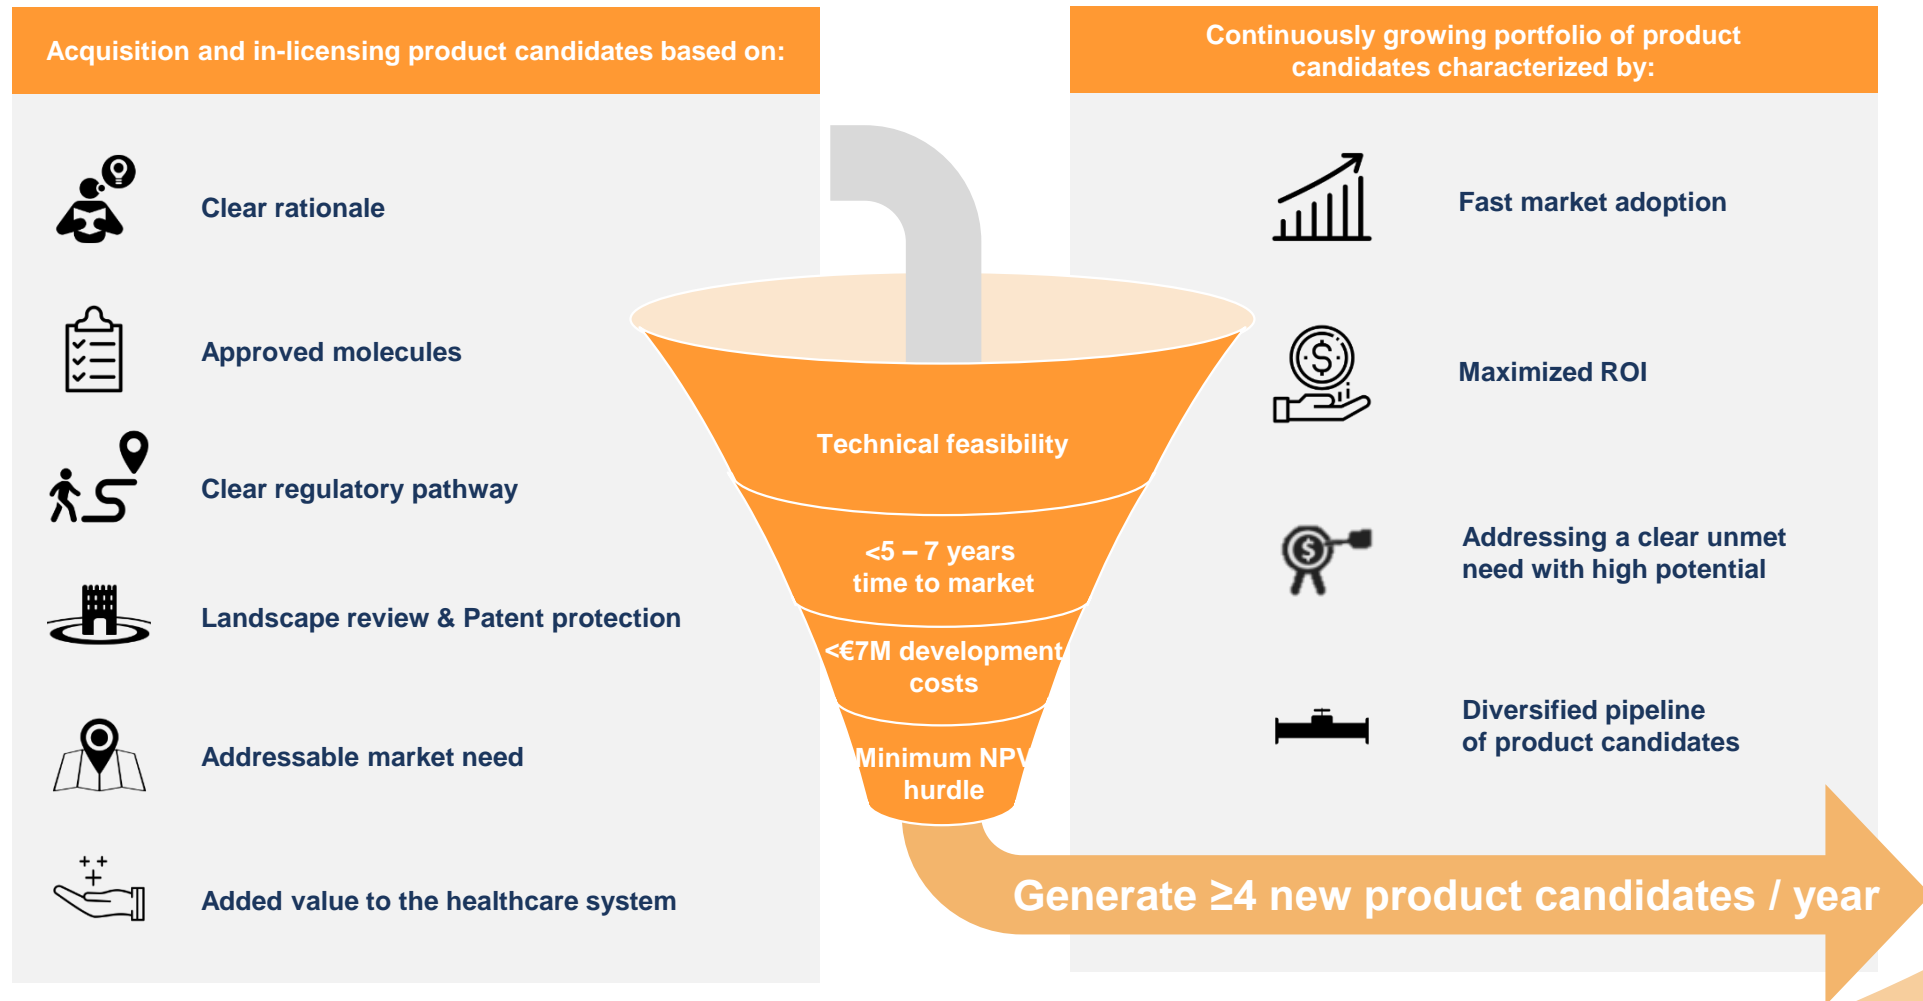 Acquisition and in-licensing product candidates based on:
Clear rationale
Approved molecules
Clear regulatory pathway
Landscape review & Patent protection
Addressable market need
Added value to the healthcare system
Technical feasibility
<5 – 7 years
time to market
<€7M development
costs
Minimum NPV
hurdle
Continuously growing portfolio of product
candidates characterized by:
Fast market adoption
Maximized ROI
Addressing a clear unmet
need with high potential
Diversified pipeline
of product candidates
Generate ≥4 new product candidates / year